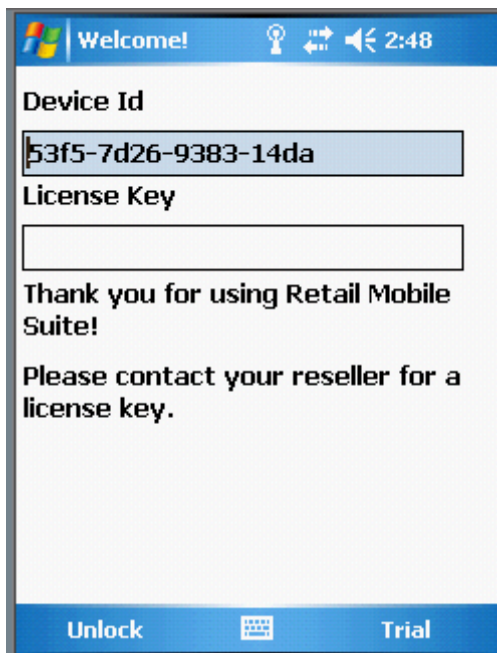 Welcome! 2:48
Device Id
53f5-7d26-9383-14da
License Key
Thank you for using Retail Mobile
Suite!
Please contact your reseller for a
license key.
Unlock Trial